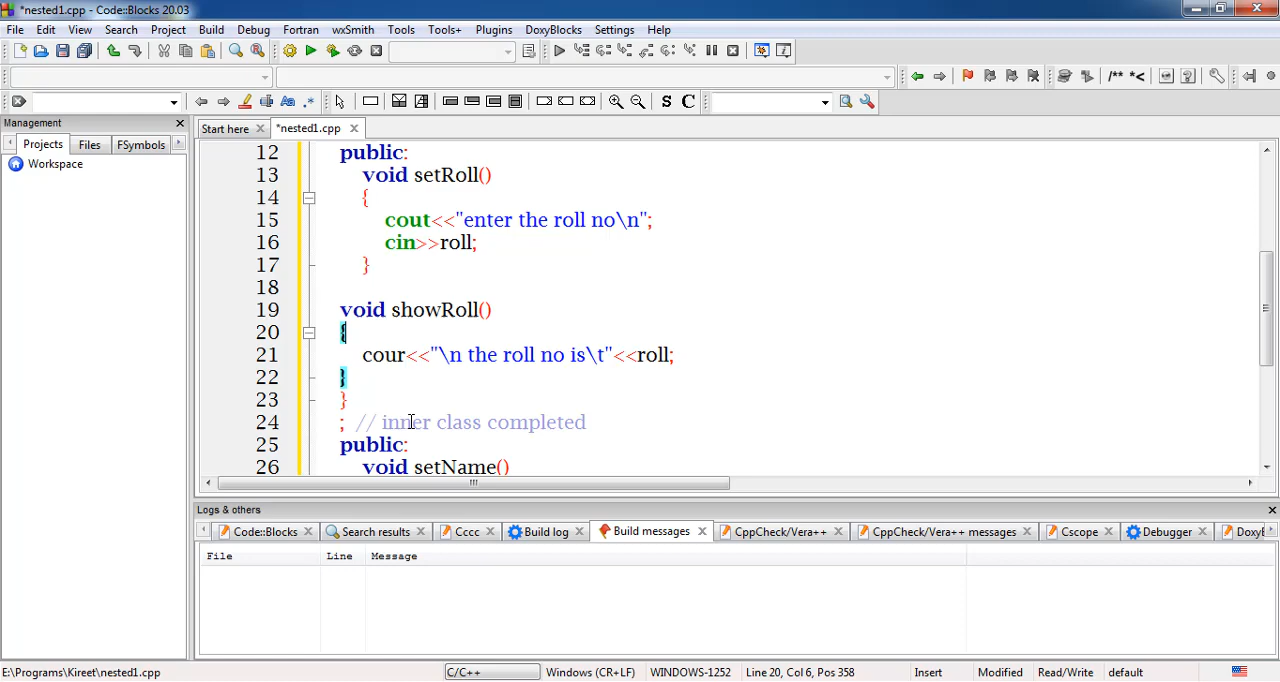 *nested1.cpp - Code::Blocks 20.03
File Edit View Search Project Build Debug Fortran wxSmith Tools Tools+ Plugins DoxyBlocks Settings Help
/** *<
Aa .* S C
Management
Start here *nested1.cpp
Projects Files FSymbols
Workspace
12 public:
13 void setRoll()
14 {
15 cout<<"enter the roll no\n";
16 cin>>roll;
17 }
18
19 void showRoll()
20 {
21 cour<<"\n the roll no is\t"<<roll;
22 }
23 }
24 ; // inner class completed
25 public:
26 void setName()
Logs & others
Code::Blocks Search results Cccc Build log Build messages CppCheck/Vera++ CppCheck/Vera++ messages Cscope Debugger DoxyB
File Line Message
E:\Programs\Kireet\nested1.cpp C/C++ Windows (CR+LF) WINDOWS-1252 Line 20, Col 6, Pos 358 Insert Modified Read/Write default